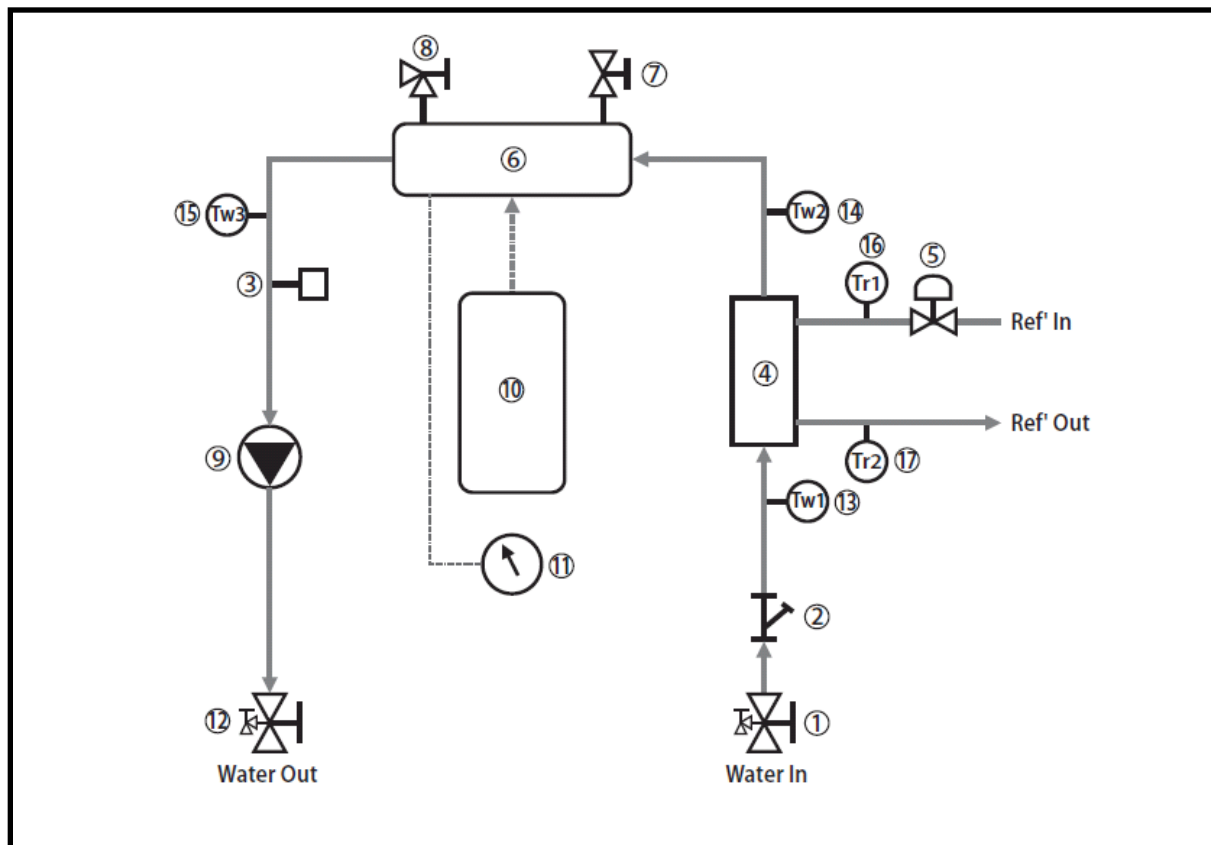 ⑧
⑦
⑥
⑮ Tw3
Tw2 ⑭
③
⑯
⑤
Tr1
Ref' In
④
⑩
Ref' Out
⑨
Tr2 ⑰
Tw1 ⑬
⑪
②
⑫
①
Water Out
Water In